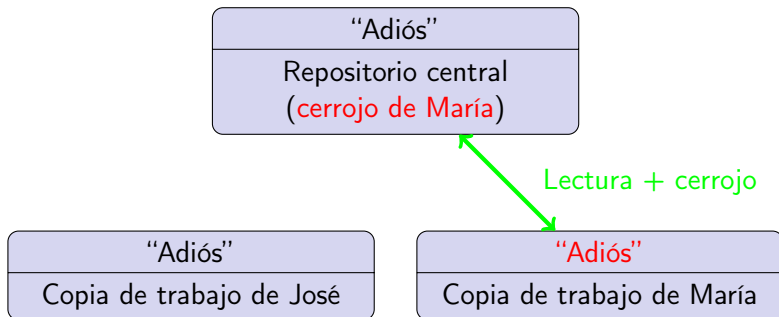 “Adiós”
Repositorio central
(cerrojo de María)
Lectura + cerrojo
“Adiós”
Copia de trabajo de José
“Adiós”
Copia de trabajo de María